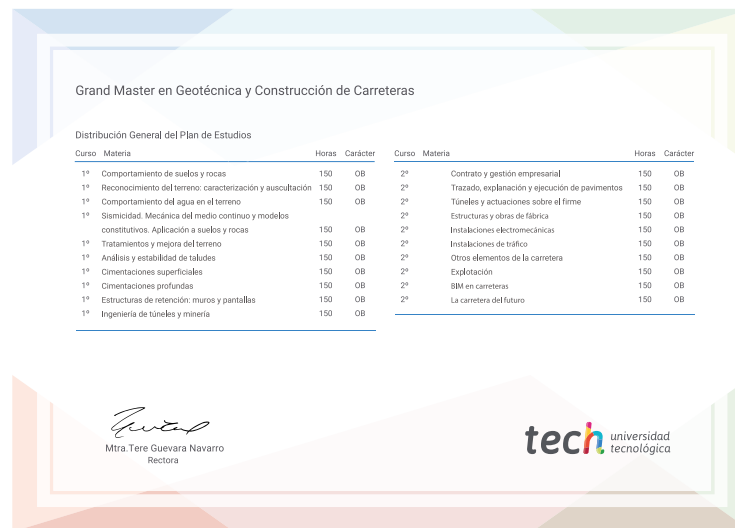 Grand Master en Geotécnica y Construcción de Carreteras
Distribución General del Plan de Estudios
Curso Materia Horas Carácter
1º Comportamiento de suelos y rocas 150 OB
1º Reconocimiento del terreno: caracterización y auscultación 150 OB
1º Comportamiento del agua en el terreno 150 OB
1º Sismicidad. Mecánica del medio continuo y modelos
constitutivos. Aplicación a suelos y rocas 150 OB
1º Tratamientos y mejora del terreno 150 OB
1º Análisis y estabilidad de taludes 150 OB
1º Cimentaciones superficiales 150 OB
1º Cimentaciones profundas 150 OB
1º Estructuras de retención: muros y pantallas 150 OB
1º Ingeniería de túneles y minería 150 OB
Curso Materia Horas Carácter
2º Contrato y gestión empresarial 150 OB
2º Trazado, explanación y ejecución de pavimentos 150 OB
2º Túneles y actuaciones sobre el firme 150 OB
2º Estructuras y obras de fábrica 150 OB
2º Instalaciones electromecánicas 150 OB
2º Instalaciones de tráfico 150 OB
2º Otros elementos de la carretera 150 OB
2º Explotación 150 OB
2º BIM en carreteras 150 OB
2º La carretera del futuro 150 OB
Mtra.Tere Guevara Navarro
Rectora
tech universidad
tecnológica